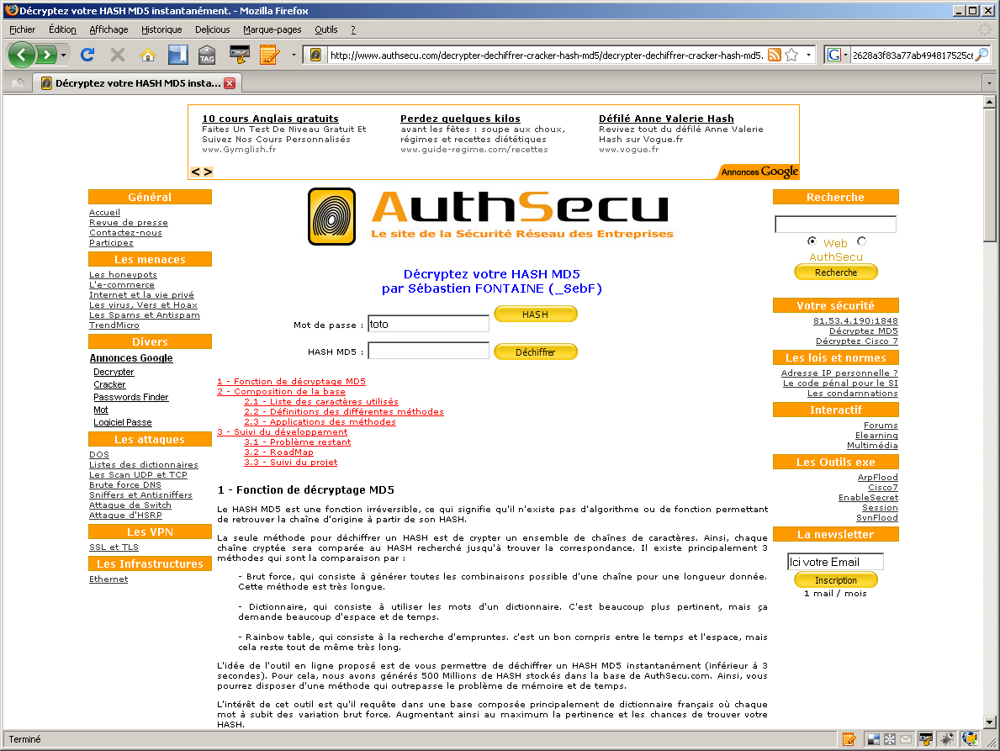 Décryptez votre HASH MD5 instantanément. - Mozilla Firefox
Fichier Édition Affichage Historique Delicious Marque-pages Outils ?
TAG
http://www.authsecu.com/decrypter-dechiffrer-cracker-hash-md5/decrypter-dechiffrer-cracker-hash-md5.
G
Décryptez votre HASH MD5 insta...
10 cours Anglais gratuits
Faites Un Test De Niveau Gratuit Et
Suivez Nos Cours Personnalisés
www.Gymglish.fr
Perdez quelques kilos
avant les fêtes : soupe aux choux,
régimes et recettes diététiques
www.guide-regime.com/recettes
Défilé Anne Valerie Hash
Revivez tout du défilé Anne Valerie
Hash sur Vogue.fr
www.vogue.fr
< >
Annonces Google
Général
Accueil
Revue de presse
Contactez-nous
Participez
Les menaces
Les honeypots
L'e-commerce
Internet et la vie privé
Les virus, Vers et Hoax
Les Spams et Antispam
TrendMicro
Divers
Annonces Google
Decrypter
Cracker
Passwords Finder
Mot
Logiciel Passe
Les attaques
DOS
Listes des dictionnaires
Les Scan UDP et TCP
Brute force DNS
Sniffers et Antisniffers
Attaque de Switch
Attaque d'HSRP
Les VPN
SSL et TLS
Les Infrastructures
Ethernet
AuthSecu
Le site de la Sécurité Réseau des Entreprises
Décryptez votre HASH MD5
par Sébastien FONTAINE (_SebF)
Mot de passe : toto HASH
HASH MD5 : Déchiffrer
1 - Fonction de décryptage MD5
2 - Composition de la base
2.1 - Liste des caractères utilisés
2.2 - Définitions des différentes méthodes
2.3 - Applications des méthodes
3 - Suivi du développement
3.1 - Problème restant
3.2 - RoadMap
3.3 - Suivi du projet
1 - Fonction de décryptage MD5
Le HASH MD5 est une fonction irréversible, ce qui signifie qu'il n'existe pas d'algorithme ou de fonction permettant
de retrouver la chaîne d'origine à partir de son HASH.
La seule méthode pour déchiffrer un HASH est de crypter un ensemble de chaînes de caractères. Ainsi, chaque
chaîne cryptée sera comparée au HASH recherché jusqu'à trouver la correspondance. Il existe principalement 3
méthodes qui sont la comparaison par :
- Brut force, qui consiste à générer toutes les combinaisons possible d'une chaîne pour une longueur donnée.
Cette méthode est très longue.
- Dictionnaire, qui consiste à utiliser les mots d'un dictionnaire. C'est beaucoup plus pertinent, mais ça
demande beaucoup d'espace et de temps.
- Rainbow table, qui consiste à la recherche d'empruntes. c'est un bon compris entre le temps et l'espace, mais
cela reste tout de même très long.
L'idée de l'outil en ligne proposé est de vous permettre de déchiffrer un HASH MD5 instantanément (inférieur à 3
secondes). Pour cela, nous avons générés 500 Millions de HASH stockés dans la base de AuthSecu.com. Ainsi, vous
pourrez disposer d'une méthode qui outrepasse le problème de mémoire et de temps.
L'intérêt de cet outil est qu'il requête dans une base composée principalement de dictionnaire français où chaque
mot à subit des variation brut force. Augmentant ainsi au maximum la pertinence et les chances de trouver votre
HASH.
Recherche
Web
AuthSecu
Recherche
Votre sécurité
81.53.4.190:1848
Décryptez MD5
Décryptez Cisco 7
Les lois et normes
Adresse IP personnelle ?
Le code pénal pour le SI
Les condamnations
Interactif
Forums
Elearning
Multimédia
Les Outils exe
ArpFlood
Cisco7
EnableSecret
Session
SynFlood
La newsletter
Ici votre Email
Inscription
1 mail / mois
Terminé